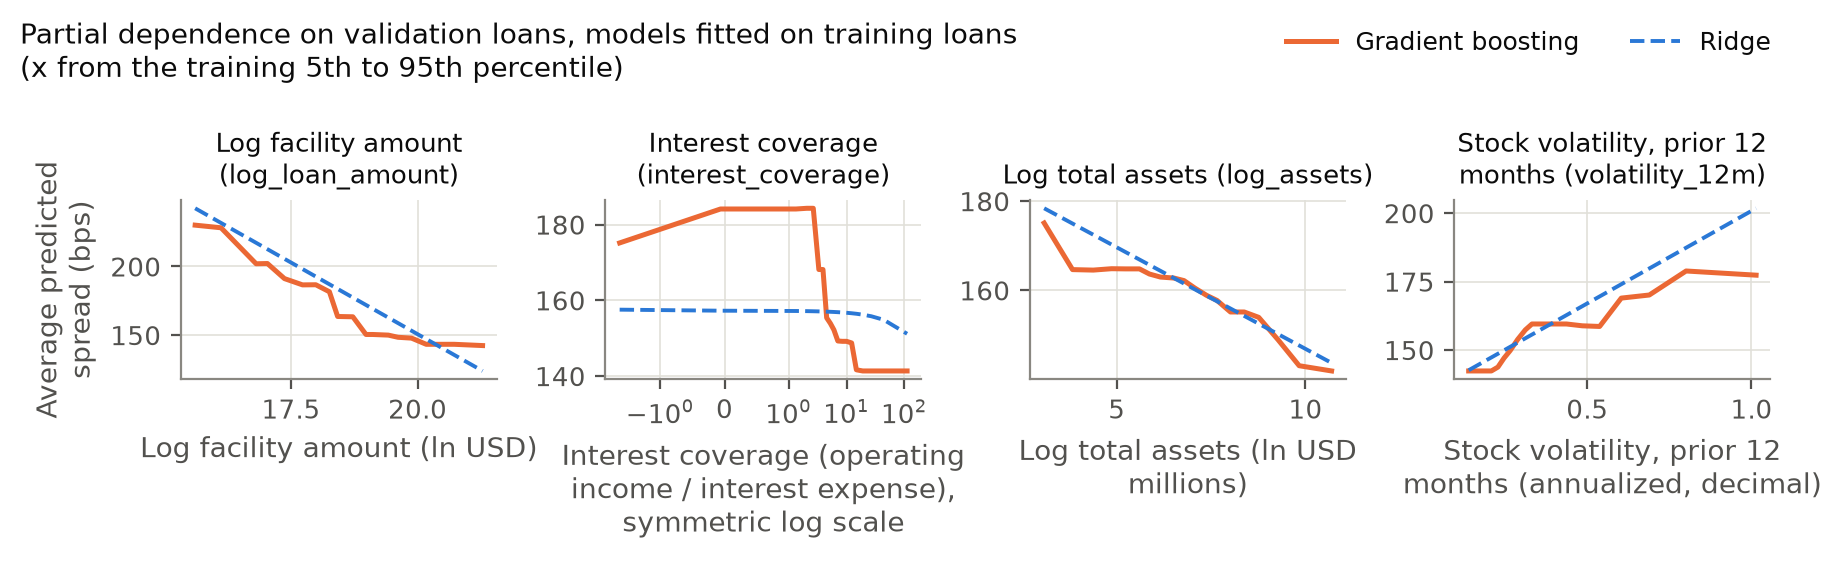 Partial dependence on validation loans, models fitted on training loans
(x from the training 5th to 95th percentile)
Gradient boosting
Ridge
Average predicted
spread (bps)
Log facility amount
(log_loan_amount)
200
150
17.5
20.0
Log facility amount (ln USD)
Interest coverage
(interest_coverage)
180
160
140
−10⁰
0
10⁰
10¹
10²
Interest coverage (operating
income / interest expense),
symmetric log scale
Log total assets (log_assets)
180
160
5
10
Log total assets (ln USD
millions)
Stock volatility, prior 12
months (volatility_12m)
200
175
150
0.5
1.0
Stock volatility, prior 12
months (annualized, decimal)